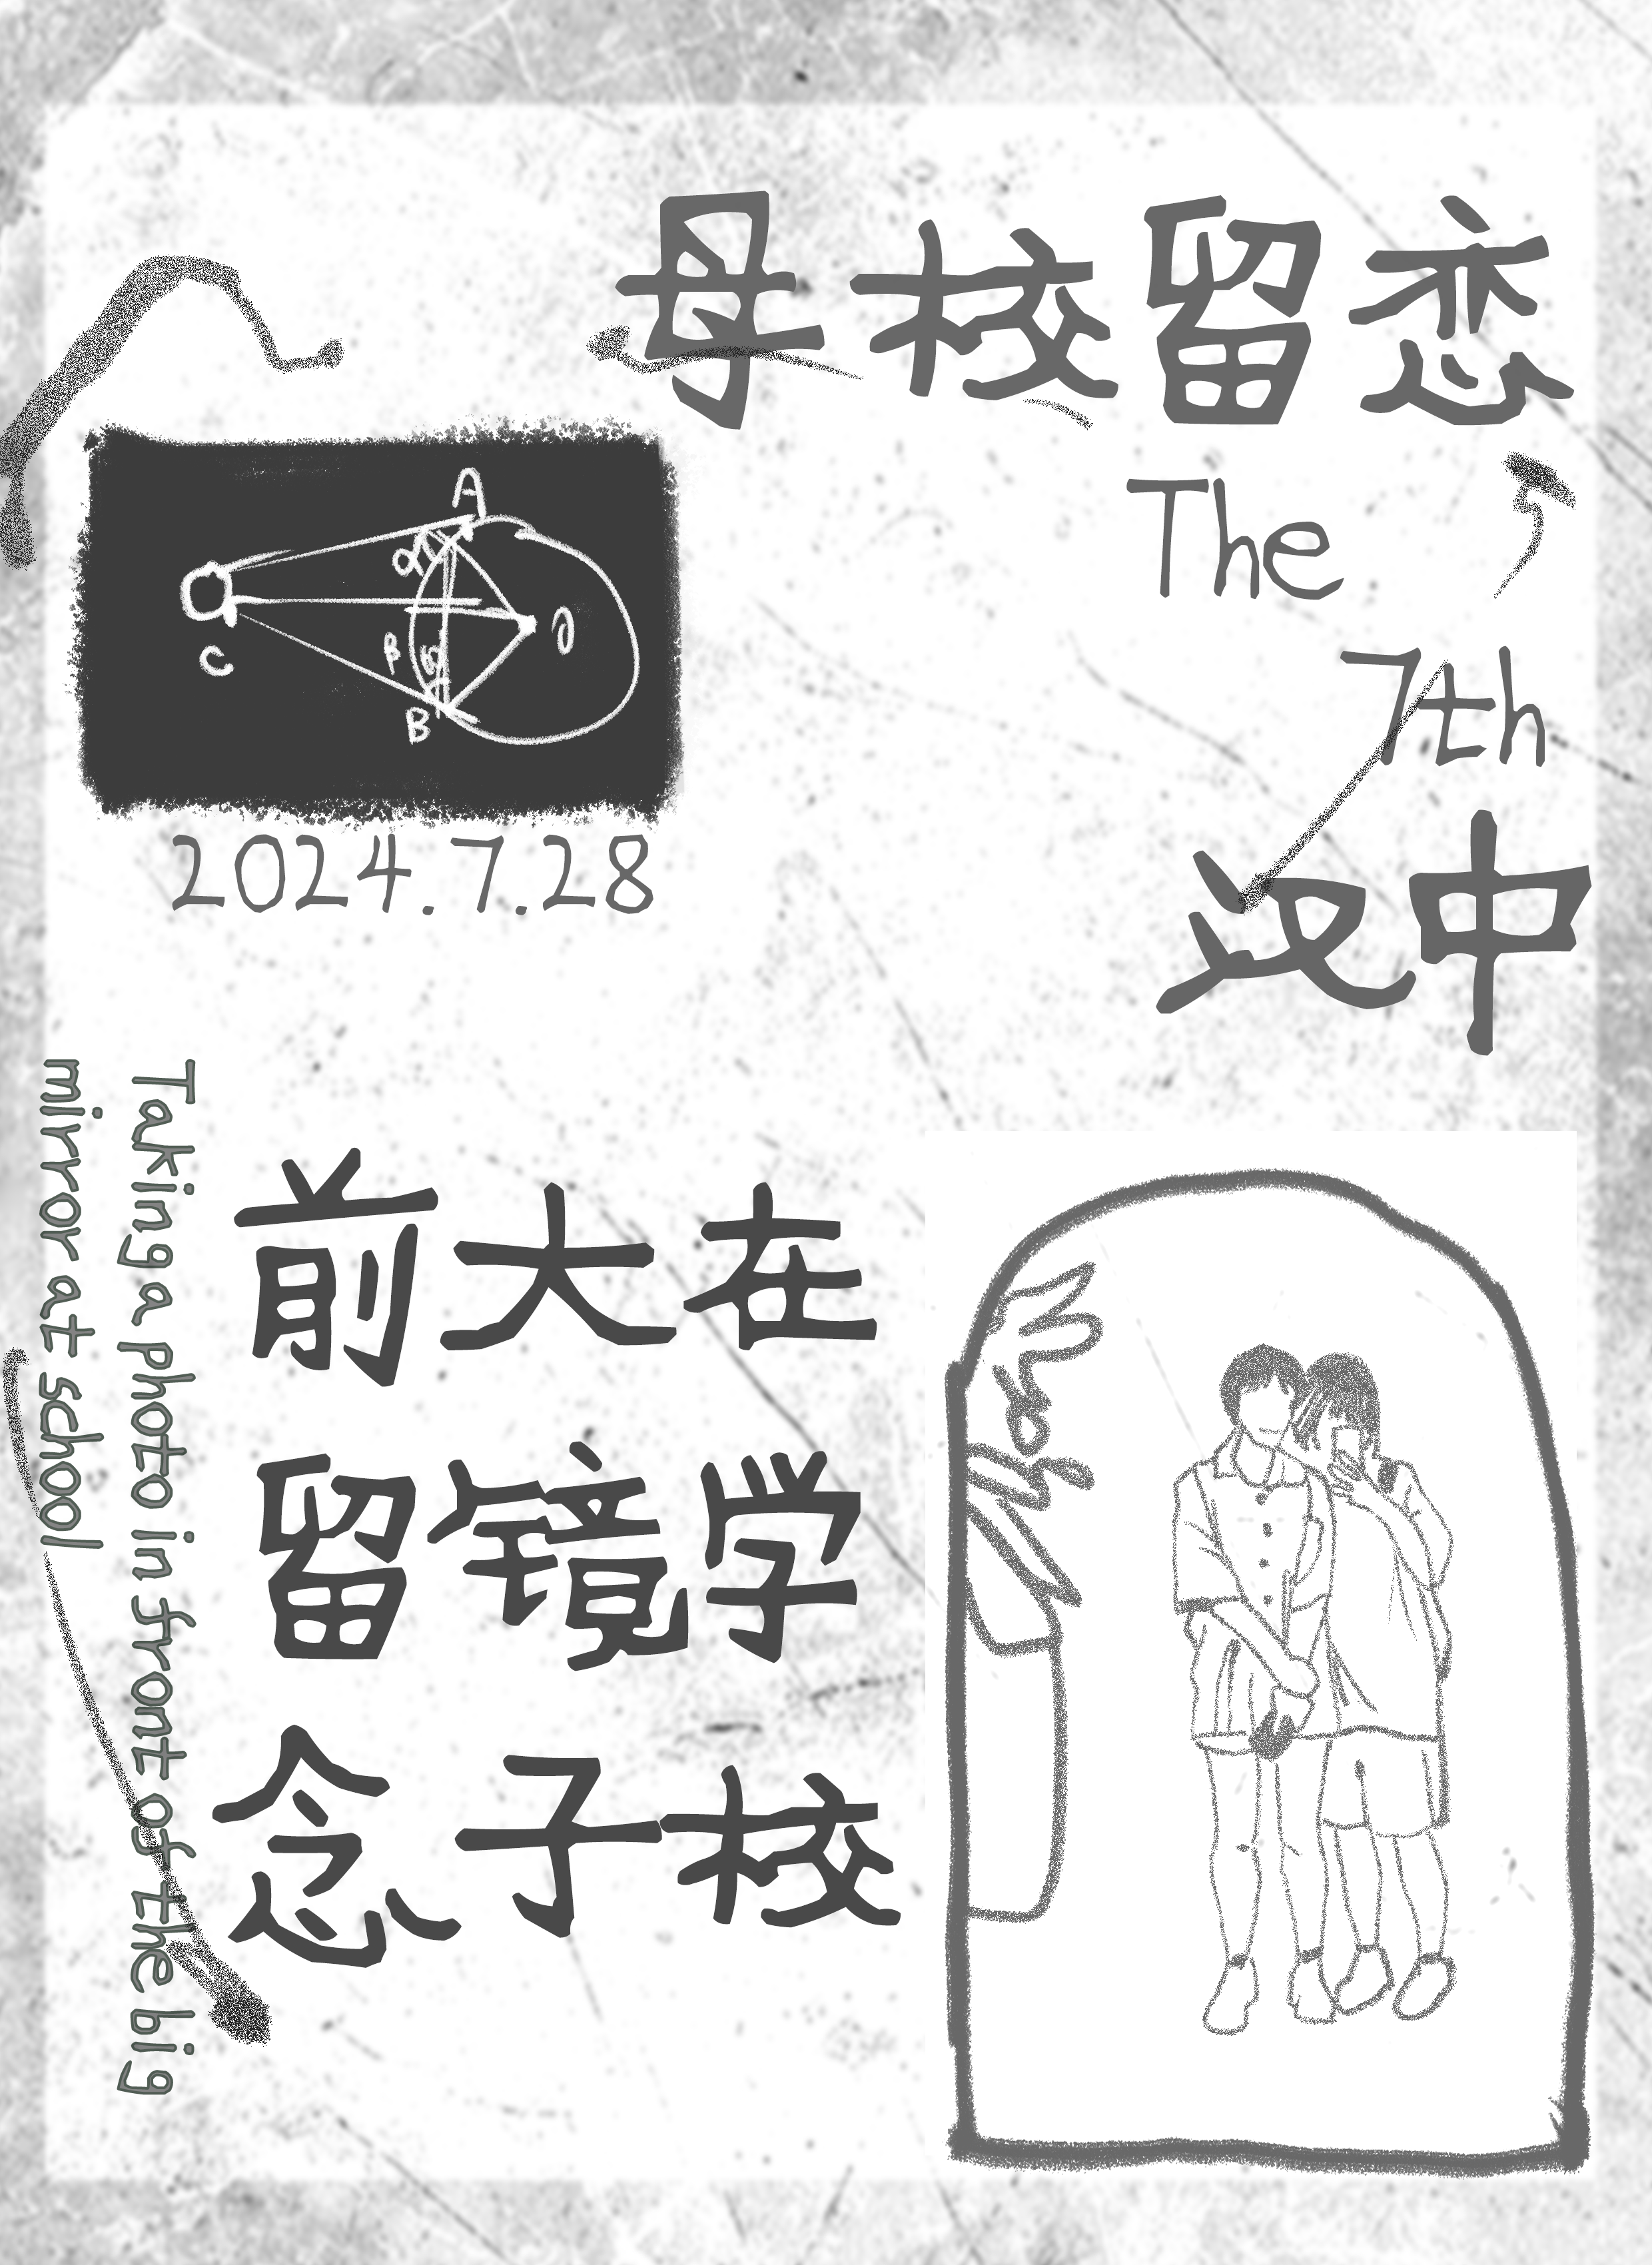 母校留恋
The
7th
汉中
A
α
β
O
C
B
2024.7.28
在学校
大镜子
前留念
Taking a photo in front of the big
mirror at school